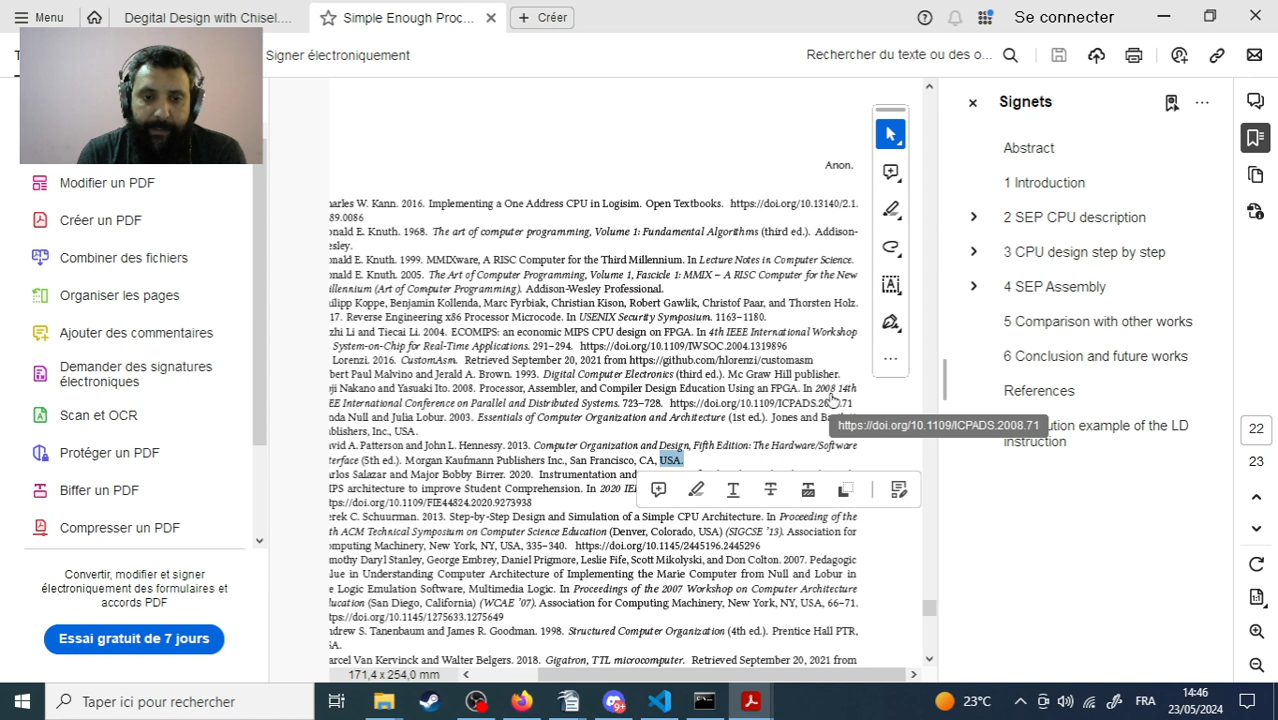 Menu
Degital Design with Chisel....
Simple Enough Proc...
Créer
Se connecter
T
Signer électroniquement
Rechercher du texte ou des o...
Modifier un PDF
Créer un PDF
Combiner des fichiers
Organiser les pages
Ajouter des commentaires
Demander des signatures
électroniques
Scan et OCR
Protéger un PDF
Biffer un PDF
Compresser un PDF
Convertir, modifier et signer
électroniquement des formulaires et
accords PDF
Essai gratuit de 7 jours
Anon.
arles W. Kann. 2016. Implementing a One Address CPU in Logisim. Open Textbooks. https://doi.org/10.13140/2.1.
89.0086
onald E. Knuth. 1968. The art of computer programming, Volume 1: Fundamental Algorithms (third ed.). Addison-
esley.
onald E. Knuth. 1999. MMIXware, A RISC Computer for the Third Millennium. In Lecture Notes in Computer Science.
onald E. Knuth. 2005. The Art of Computer Programming, Volume 1, Fascicle 1: MMIX – A RISC Computer for the New
llennium (Art of Computer Programming). Addison-Wesley Professional.
ilipp Koppe, Benjamin Kollenda, Marc Fyrbiak, Christian Kison, Robert Gawlik, Christof Paar, and Thorsten Holz.
17. Reverse Engineering x86 Processor Microcode. In USENIX Security Symposium. 1163–1180.
zhi Li and Tiecai Li. 2004. ECOMIPS: an economic MIPS CPU design on FPGA. In 4th IEEE International Workshop
System-on-Chip for Real-Time Applications. 291–294. https://doi.org/10.1109/IWSOC.2004.1319896
Lorenzi. 2016. CustomAsm. Retrieved September 20, 2021 from https://github.com/hlorenzi/customasm
bert Paul Malvino and Jerald A. Brown. 1993. Digital Computer Electronics (third ed.). Mc Graw Hill publisher.
ji Nakano and Yasuaki Ito. 2008. Processor, Assembler, and Compiler Design Education Using an FPGA. In 2008 14th
EE International Conference on Parallel and Distributed Systems. 723–728. https://doi.org/10.1109/ICPADS.20 .71
nda Null and Julia Lobur. 2003. Essentials of Computer Organization and Architecture (1st ed.). Jones and Ba
blishers, Inc., USA.
avid A. Patterson and John L. Hennessy. 2013. Computer Organization and Design, Fifth Edition: The Hardware/Software
terface (5th ed.). Morgan Kaufmann Publishers Inc., San Francisco, CA, USA.
arlos Salazar and Major Bobby Birrer. 2020. Instrumentation and
IPS architecture to improve Student Comprehension. In 2020 IE
tps://doi.org/10.1109/FIE44824.2020.9273938
erek C. Schuurman. 2013. Step-by-Step Design and Simulation of a Simple CPU Architecture. In Proceeding of the
th ACM Technical Symposium on Computer Science Education (Denver, Colorado, USA) (SIGCSE '13). Association for
mputing Machinery, New York, NY, USA, 335–340. https://doi.org/10.1145/2445196.2445296
mothy Daryl Stanley, George Embrey, Daniel Prigmore, Leslie Fife, Scott Mikolyski, and Don Colton. 2007. Pedagogic
lue in Understanding Computer Architecture of Implementing the Marie Computer from Null and Lobur in
e Logic Emulation Software, Multimedia Logic. In Proceedings of the 2007 Workshop on Computer Architecture
ucation (San Diego, California) (WCAE '07). Association for Computing Machinery, New York, NY, USA, 66–71.
tps://doi.org/10.1145/1275633.1275649
ndrew S. Tanenbaum and James R. Goodman. 1998. Structured Computer Organization (4th ed.). Prentice Hall PTR,
SA.
arcel Van Kervinck and Walter Belgers. 2018. Gigatron, TTL microcomputer. Retrieved September 20, 2021 from
171,4 x 254,0 mm
https://doi.org/10.1109/ICPADS.2008.71
Signets
Abstract
1 Introduction
2 SEP CPU description
3 CPU design step by step
4 SEP Assembly
5 Comparison with other works
6 Conclusion and future works
References
ution example of the LD
instruction
22
23
Taper ici pour rechercher
23°C
FRA
14:46
23/05/2024